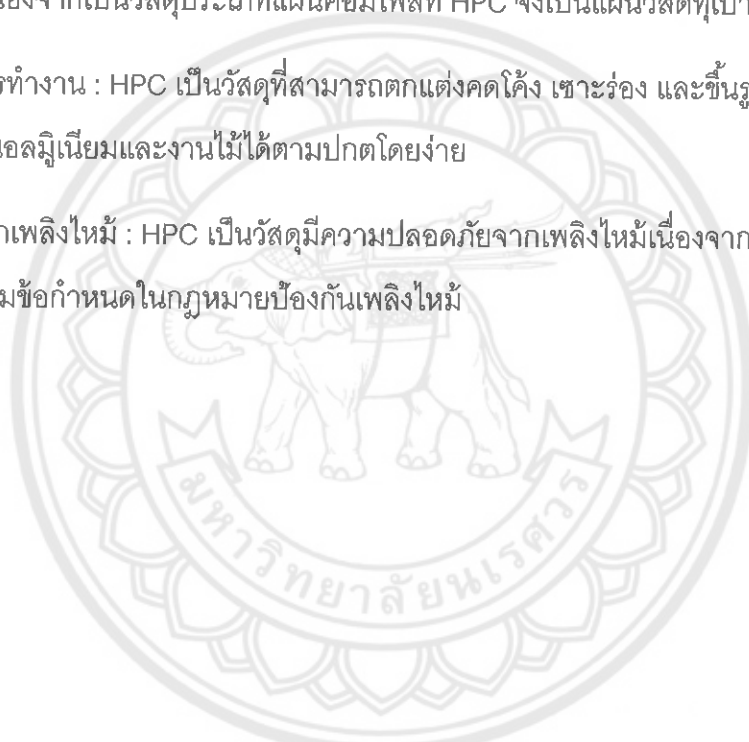 องจากเป็นวัสดุประเภทแผ่นคอมโพสิท HPC จึงเป็นแผ่นวัสดุที่เบา
รทำงาน : HPC เป็นวัสดุที่สามารถตกแต่งคดโค้ง เซาะร่อง และขึ้นรู
นอลมิูเนียมและงานไม้ได้ตามปกตโดยง่าย
กเพลิงไหม้ : HPC เป็นวัสดุมีความปลอดภัยจากเพลิงไหม้เนื่องจาก
มข้อกำหนดในกฎหมายป้องกันเพลิงไหม้
มหาวิทยาลัยนเรศวร